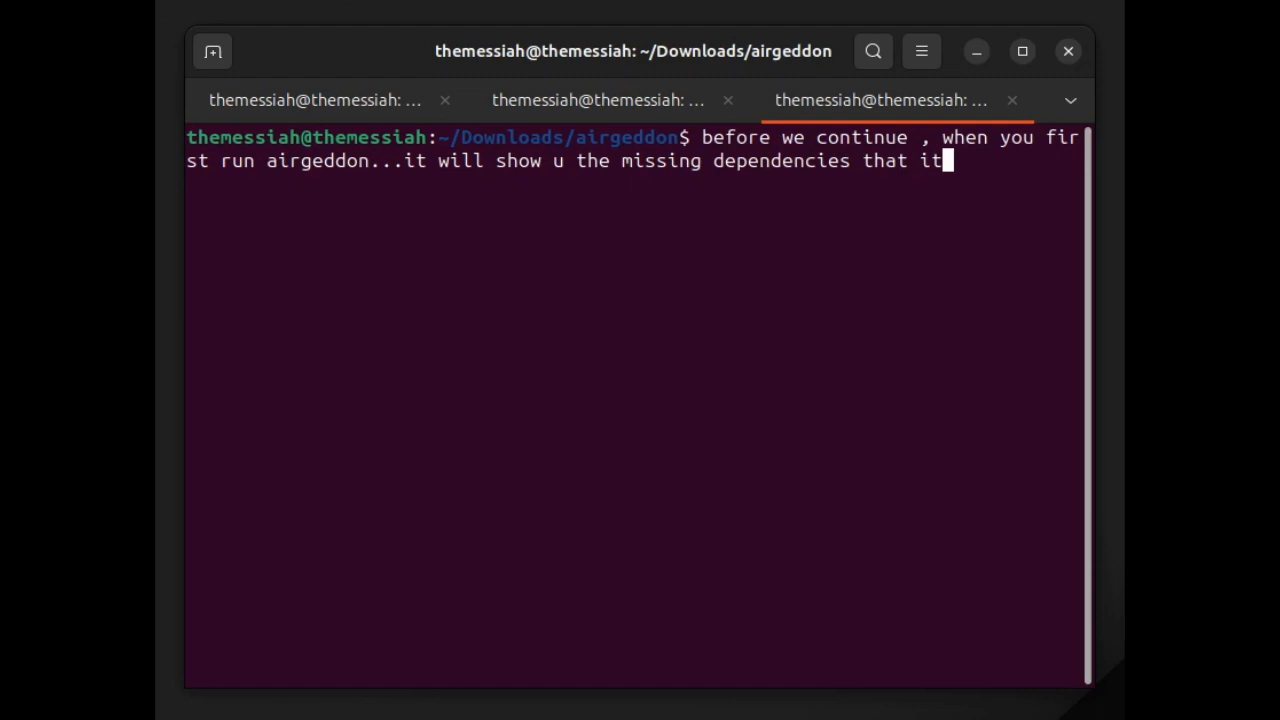 themessiah@themessiah: ~/Downloads/airgeddon
themessiah@themessiah: ... themessiah@themessiah: ... themessiah@themessiah: ...
themessiah@themessiah:~/Downloads/airgeddon$ before we continue , when you fir
st run airgeddon...it will show u the missing dependencies that it